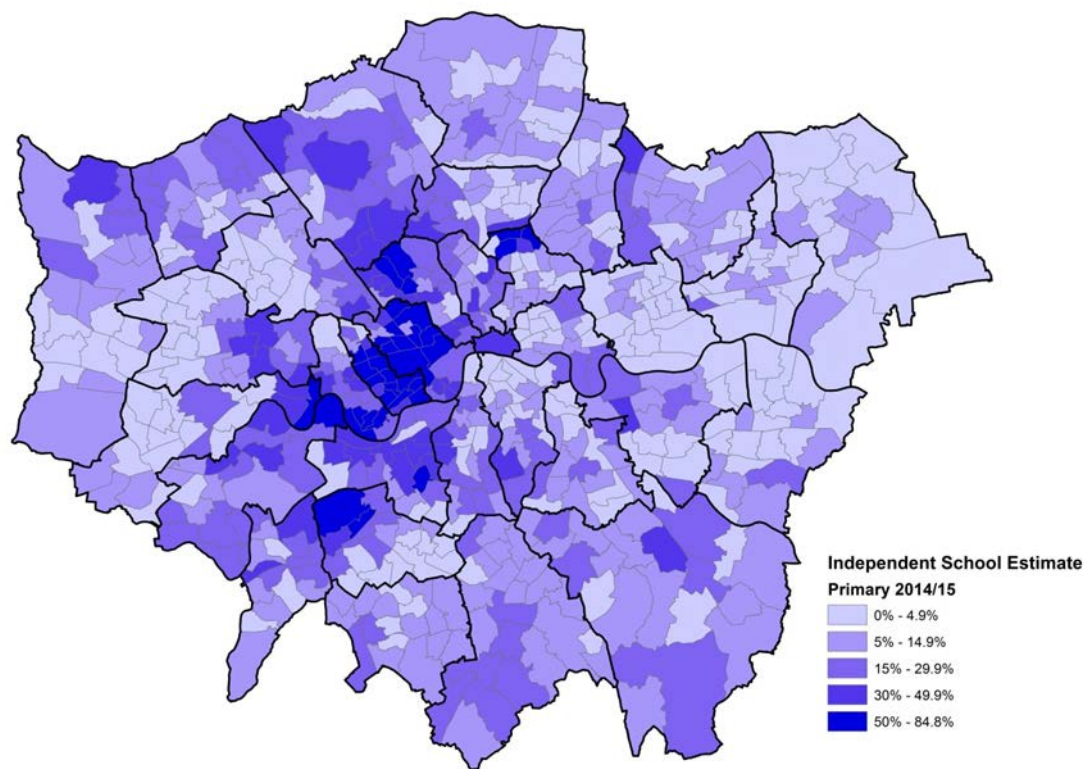 Independent School Estimate
Primary 2014/15
0% - 4.9%
5% - 14.9%
15% - 29.9%
30% - 49.9%
50% - 84.8%